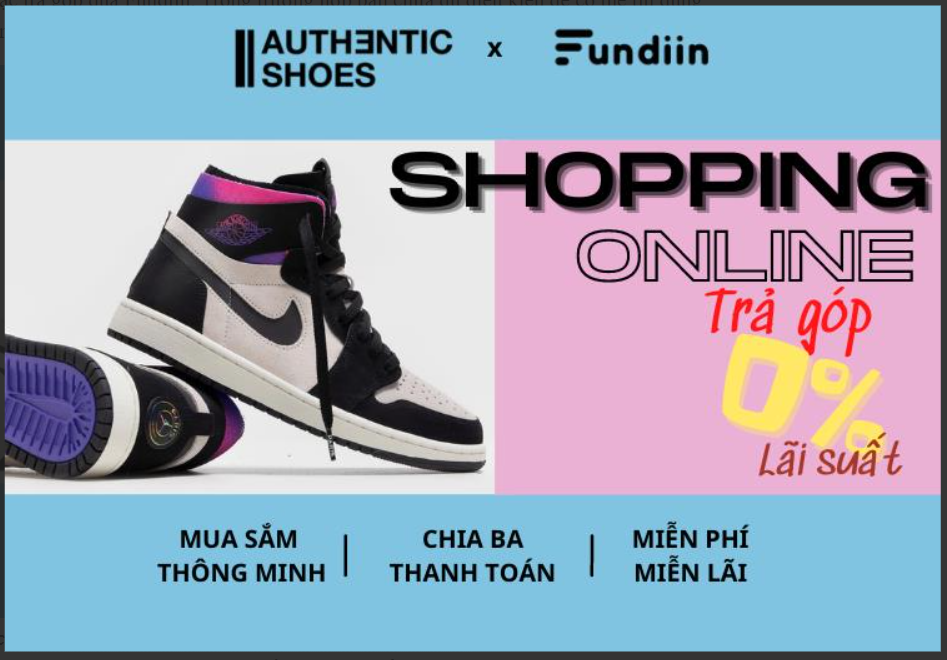 AUTHƎNTIC
SHOES
x
Fundiin
SHOPPING
ONLINE
Trả góp
0%
Lãi suất
MUA SẮM
THÔNG MINH
CHIA BA
THANH TOÁN
MIỄN PHÍ
MIỄN LÃI